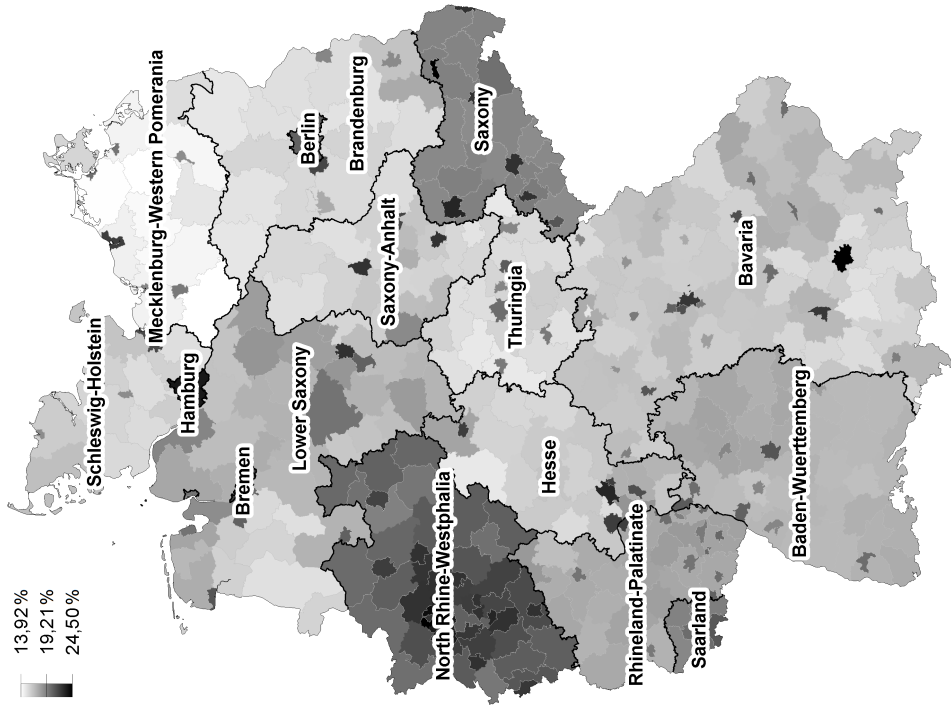 13,92%
19,21 %
24,50 %
Schleswig-Holstein
Mecklenburg-Western Pomerania
Hamburg
Bremen
Lower Saxony
Berlin
Brandenburg
Saxony-Anhalt
North Rhine-Westphalia
Saxony
Thuringia
Hesse
Rhineland-Palatinate
Saarland
Bavaria
Baden-Wuerttemberg